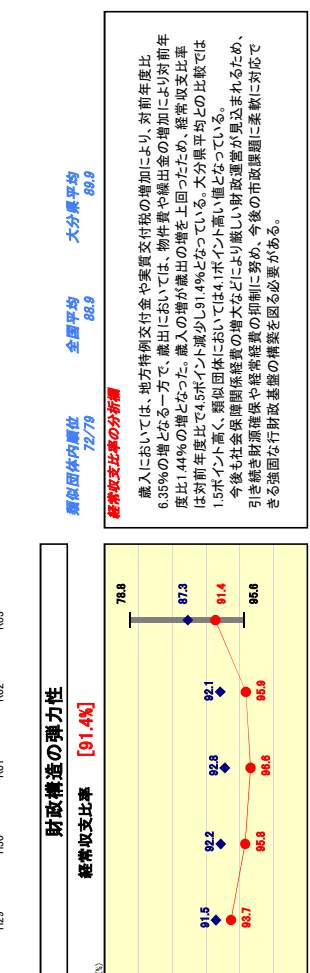 財政構造の弾力性
経常収支比率 [91.4%]
類似団体内順位
72/79
全国平均
88.9
大分県平均
89.9
経常収支比率の分析欄
歳入においては、地方特例交付金や実質交付税の増加により、対前年度比
6.35%の増となる一方で、歳出においては、物件費や繰出金の増加により対前年
度比1.44%の増となった。歳入の増が歳出の増を上回ったため、経常収支比率
は対前年度比で4.5ポイント減少し91.4%となっている。大分県平均との比較では
1.5ポイント高く、類似団体においては4.1ポイント高い値となっている。
今後も社会保障関係経費の増大などにより厳しい財政運営が見込まれるため、
引き続き財源確保や経常経費の抑制に努め、今後の市政課題に柔軟に対応で
きる強固な行財政基盤の構築を図る必要がある。
(%)
78.8
91.5
92.2
92.8
92.1
87.3
93.7
95.8
96.6
95.9
91.4
95.6